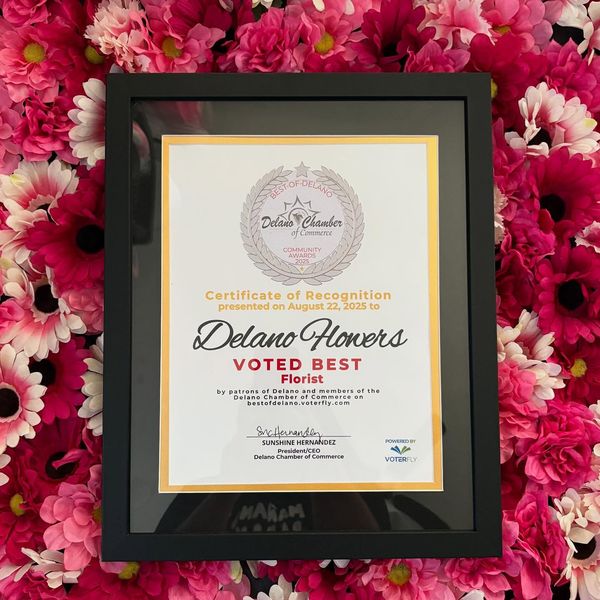 BEST OF DELANO
Delano Chamber
of Commerce
COMMUNITY
AWARDS
2025
Certificate of Recognition
presented on August 22, 2025 to
Delano Flowers
VOTED BEST
Florist
by patrons of Delano and members of the
Delano Chamber of Commerce on
bestofdelano.voterfly.com
SUNSHINE HERNANDEZ
President/CEO
Delano Chamber of Commerce
POWERED BY
VOTERFLY